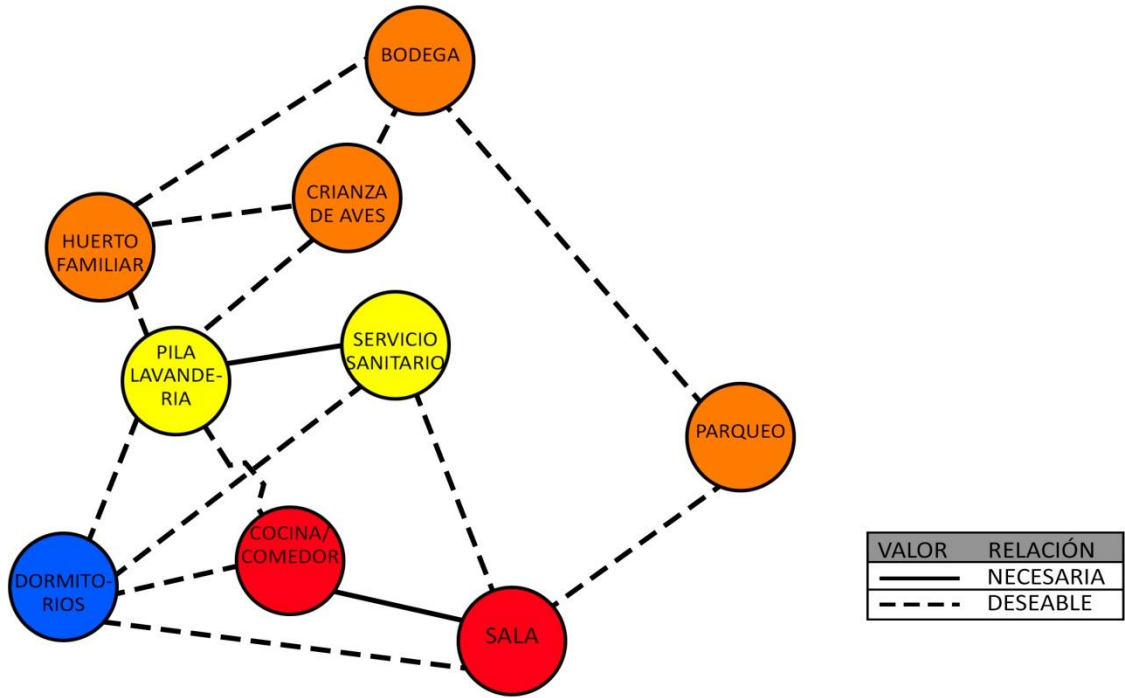 BODEGA
CRIANZA
DE AVES
HUERTO
FAMILIAR
PILA
LAVANDE-
RIA
SERVICIO
SANITARIO
PARQUEO
COCINA/
COMEDOR
DORMITO-
RIOS
SALA
VALOR RELACIÓN
NECESARIA
DESEABLE